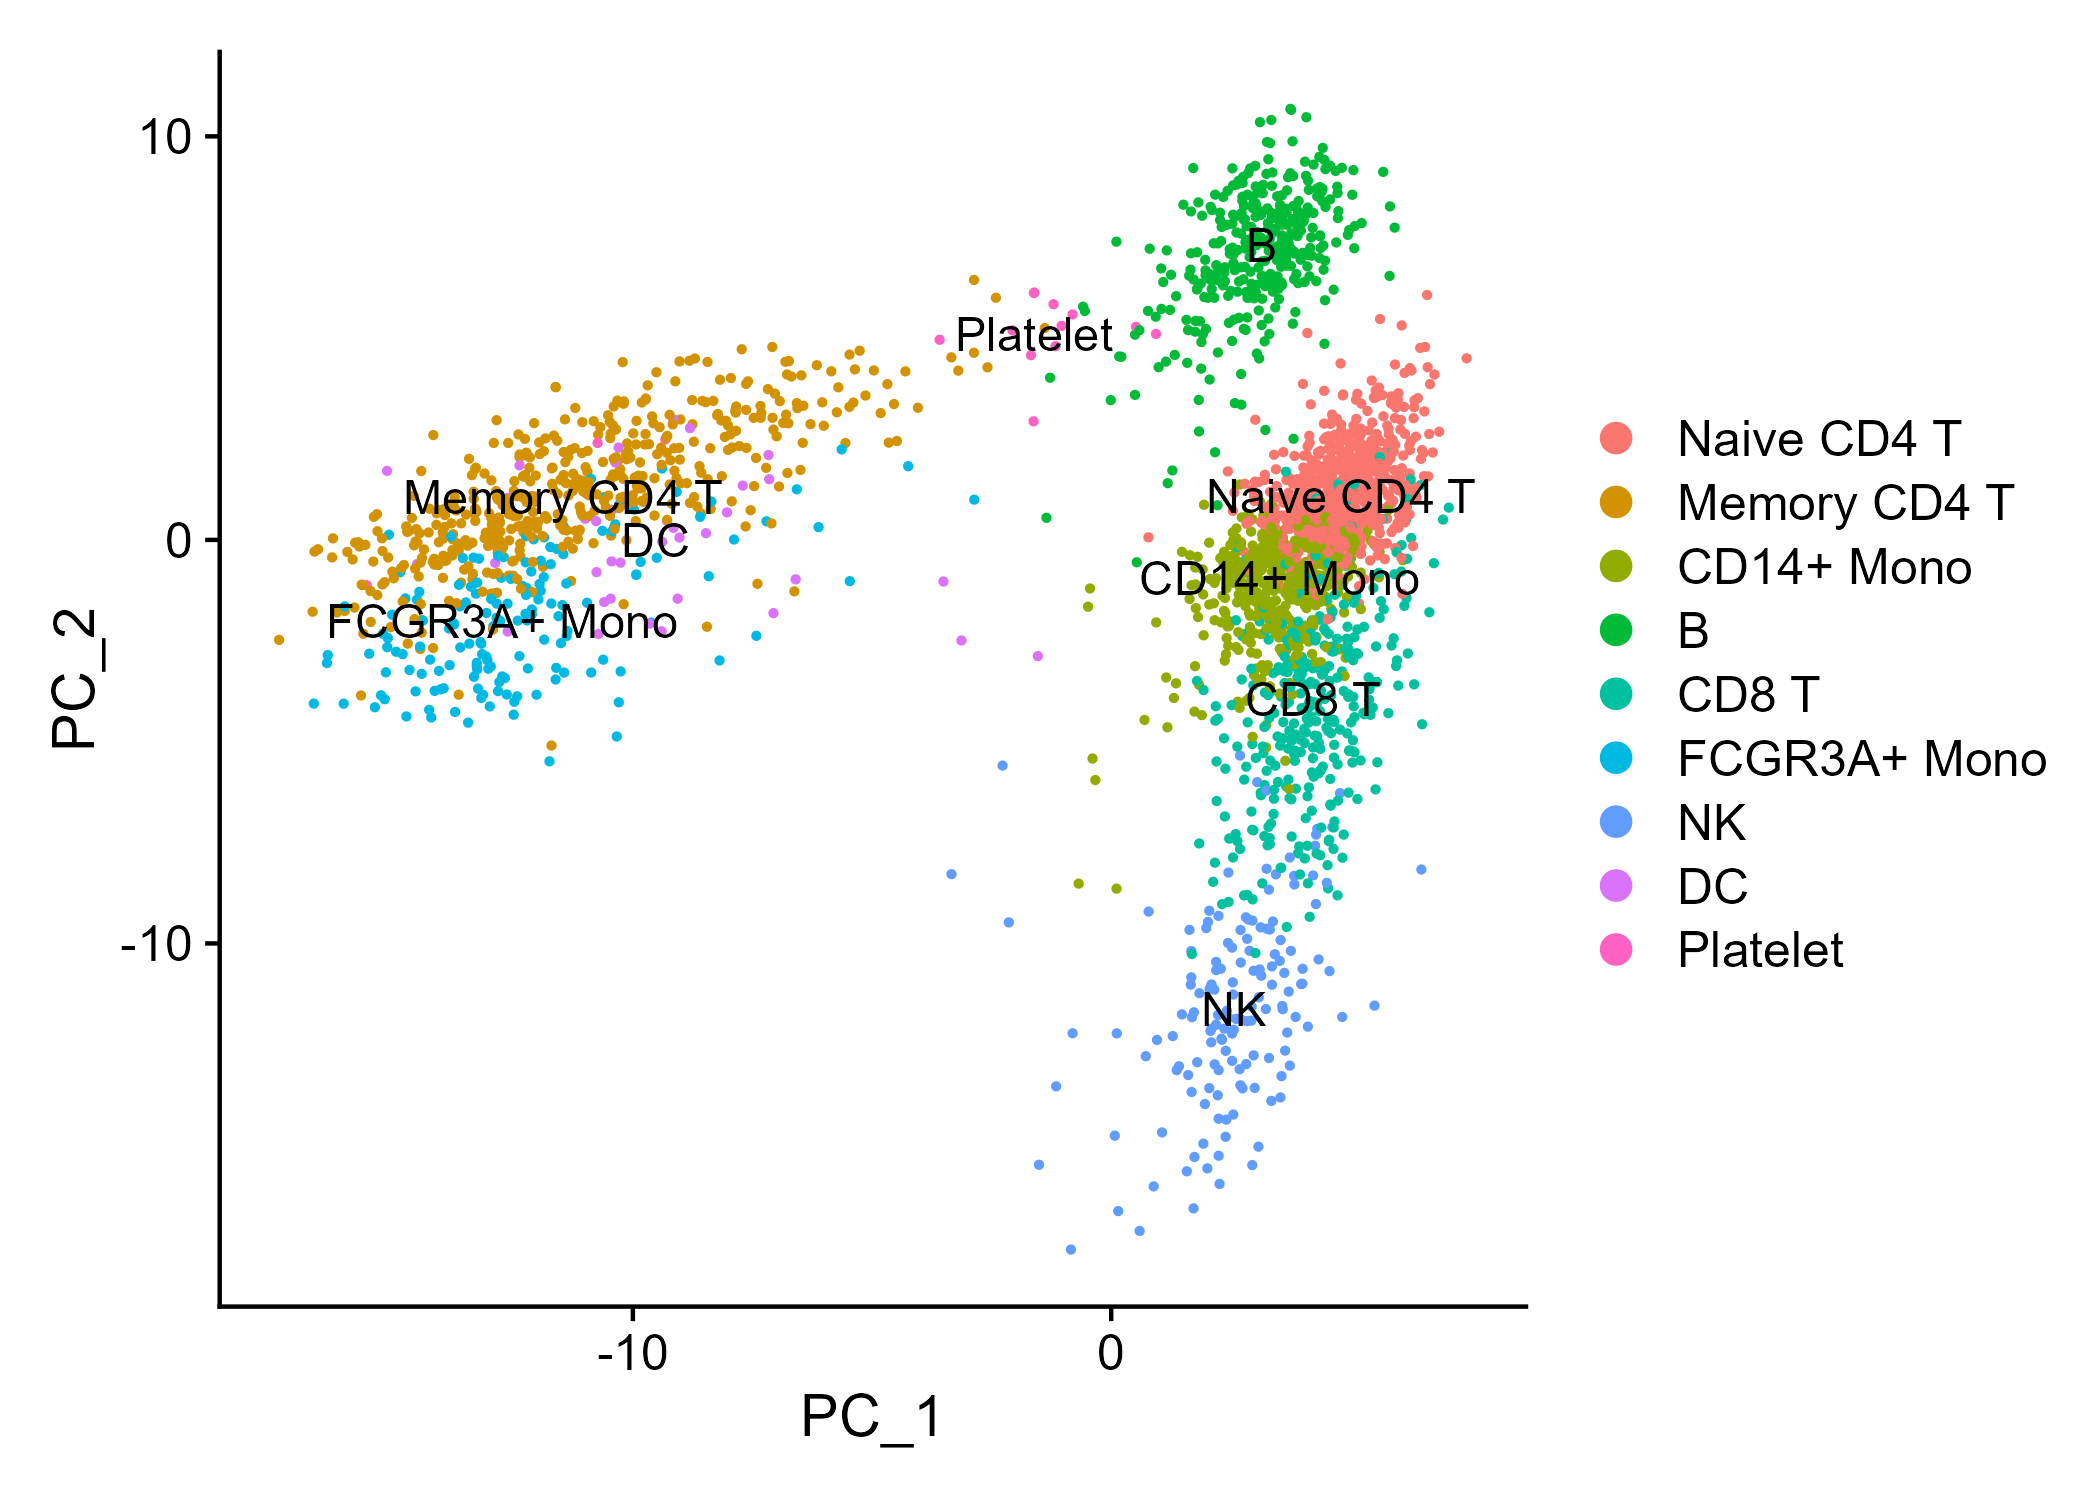 10
0
-10
-10
0
PC_1
PC_2
B
Platelet
Memory CD4 T
Naive CD4 T
DC
CD14+ Mono
FCGR3A+ Mono
CD8 T
NK
Naive CD4 T
Memory CD4 T
CD14+ Mono
B
CD8 T
FCGR3A+ Mono
NK
DC
Platelet